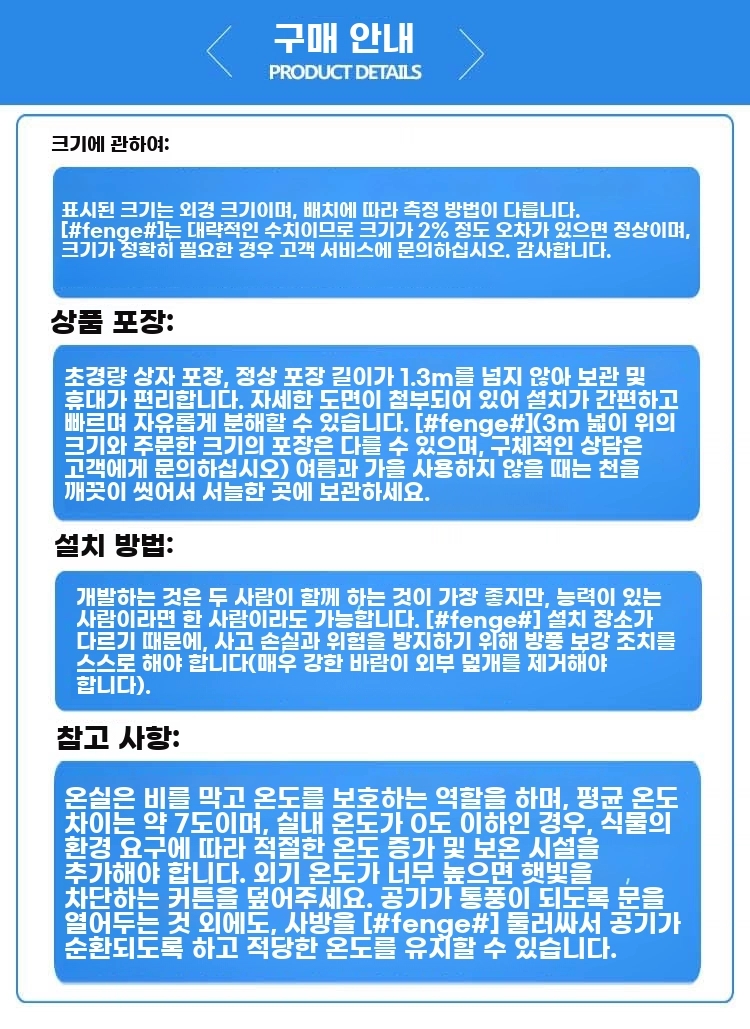 구매 안내
PRODUCT DETAILS
크기에 관하여:
표시된 크기는 외경 크기이며, 배치에 따라 측정 방법이 다릅니다.
[#fenge#]는 대략적인 수치이므로 크기가 2% 정도 오차가 있으면 정상이며,
크기가 정확히 필요한 경우 고객 서비스에 문의하십시오. 감사합니다.
상품 포장:
초경량 상자 포장, 정상 포장 길이가 1.3m를 넘지 않아 보관 및
휴대가 편리합니다. 자세한 도면이 첨부되어 있어 설치가 간편하고
빠르며 자유롭게 분해할 수 있습니다. [#fenge#](3m 넓이 위의
크기와 주문한 크기의 포장은 다를 수 있으며, 구체적인 상담은
고객에게 문의하십시오) 여름과 가을 사용하지 않을 때는 천을
깨끗이 씻어서 서늘한 곳에 보관하세요.
설치 방법:
개발하는 것은 두 사람이 함께 하는 것이 가장 좋지만, 능력이 있는
사람이라면 한 사람이라도 가능합니다. [#fenge#] 설치 장소가
다르기 때문에, 사고 손실과 위험을 방지하기 위해 방풍 보강 조치를
스스로 해야 합니다(매우 강한 바람이 외부 덮개를 제거해야
합니다).
참고 사항:
온실은 비를 막고 온도를 보호하는 역할을 하며, 평균 온도
차이는 약 7도이며, 실내 온도가 0도 이하인 경우, 식물의
환경 요구에 따라 적절한 온도 증가 및 보온 시설을
추가해야 합니다. 외기 온도가 너무 높으면 햇빛을 ,
차단하는 커튼을 덮어주세요. 공기가 통풍이 되도록 문을
열어두는 것 외에도, 사방을 [#fenge#] 둘러싸서 공기가
순환되도록 하고 적당한 온도를 유지할 수 있습니다.